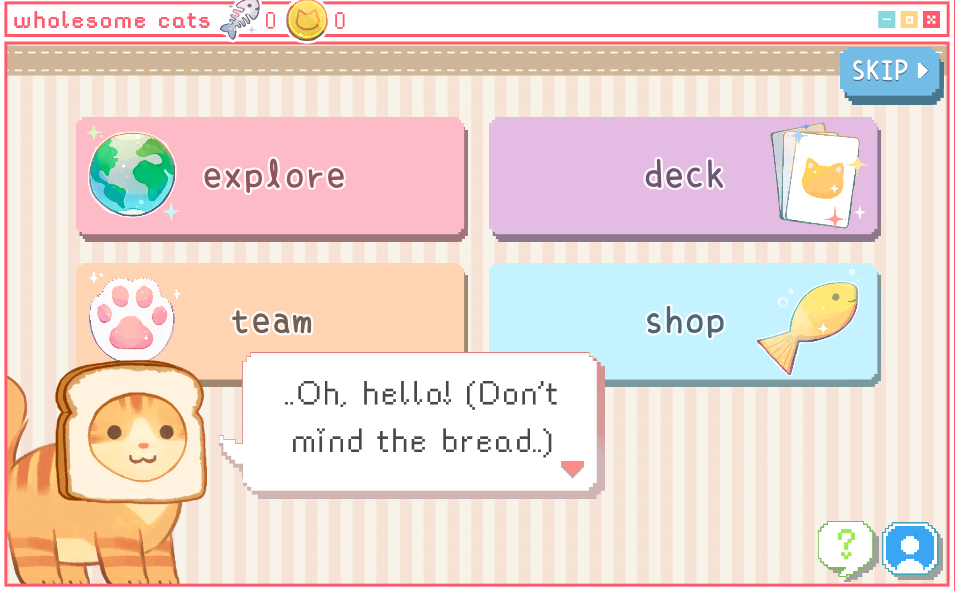 wholesome cats 0 0
SKIP
explore
deck
team
shop
..Oh, hello! (Don't
mind the bread..)
?